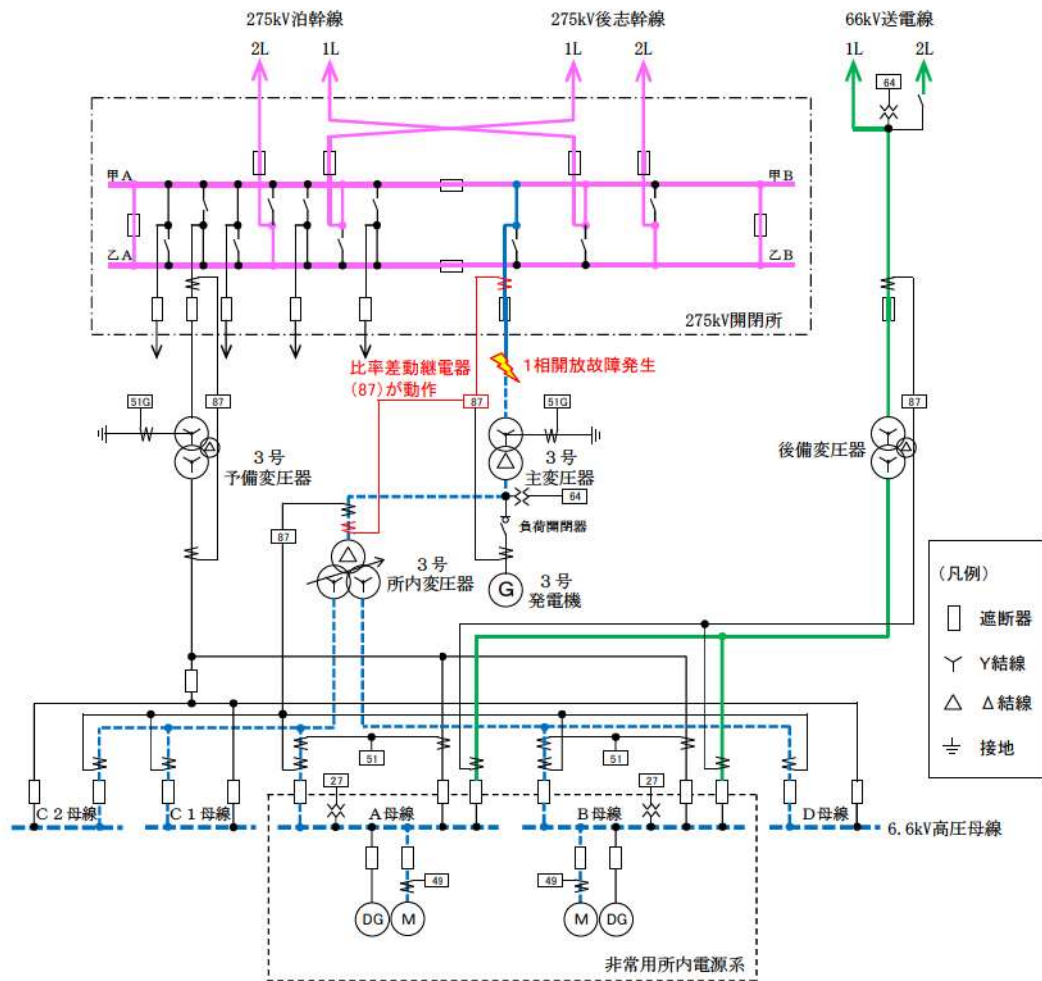 275kV泊幹線
275kV後志幹線
66kV送電線
2L
1L
1L
2L
1L
2L
64
甲A
甲B
乙A
乙B
275kV開閉所
比率差動継電器
(87)が動作
1相開放故障発生
51G
87
87
51G
87
3号
予備変圧器
3号
主変圧器
後備変圧器
64
負荷開閉器
87
3号
所内変圧器
G
3号
発電機
(凡例)
遮断器
Y結線
Δ結線
接地
51
51
27
27
C2母線
C1母線
A母線
B母線
D母線
6.6kV高圧母線
49
49
DG
M
M
DG
非常用所内電源系